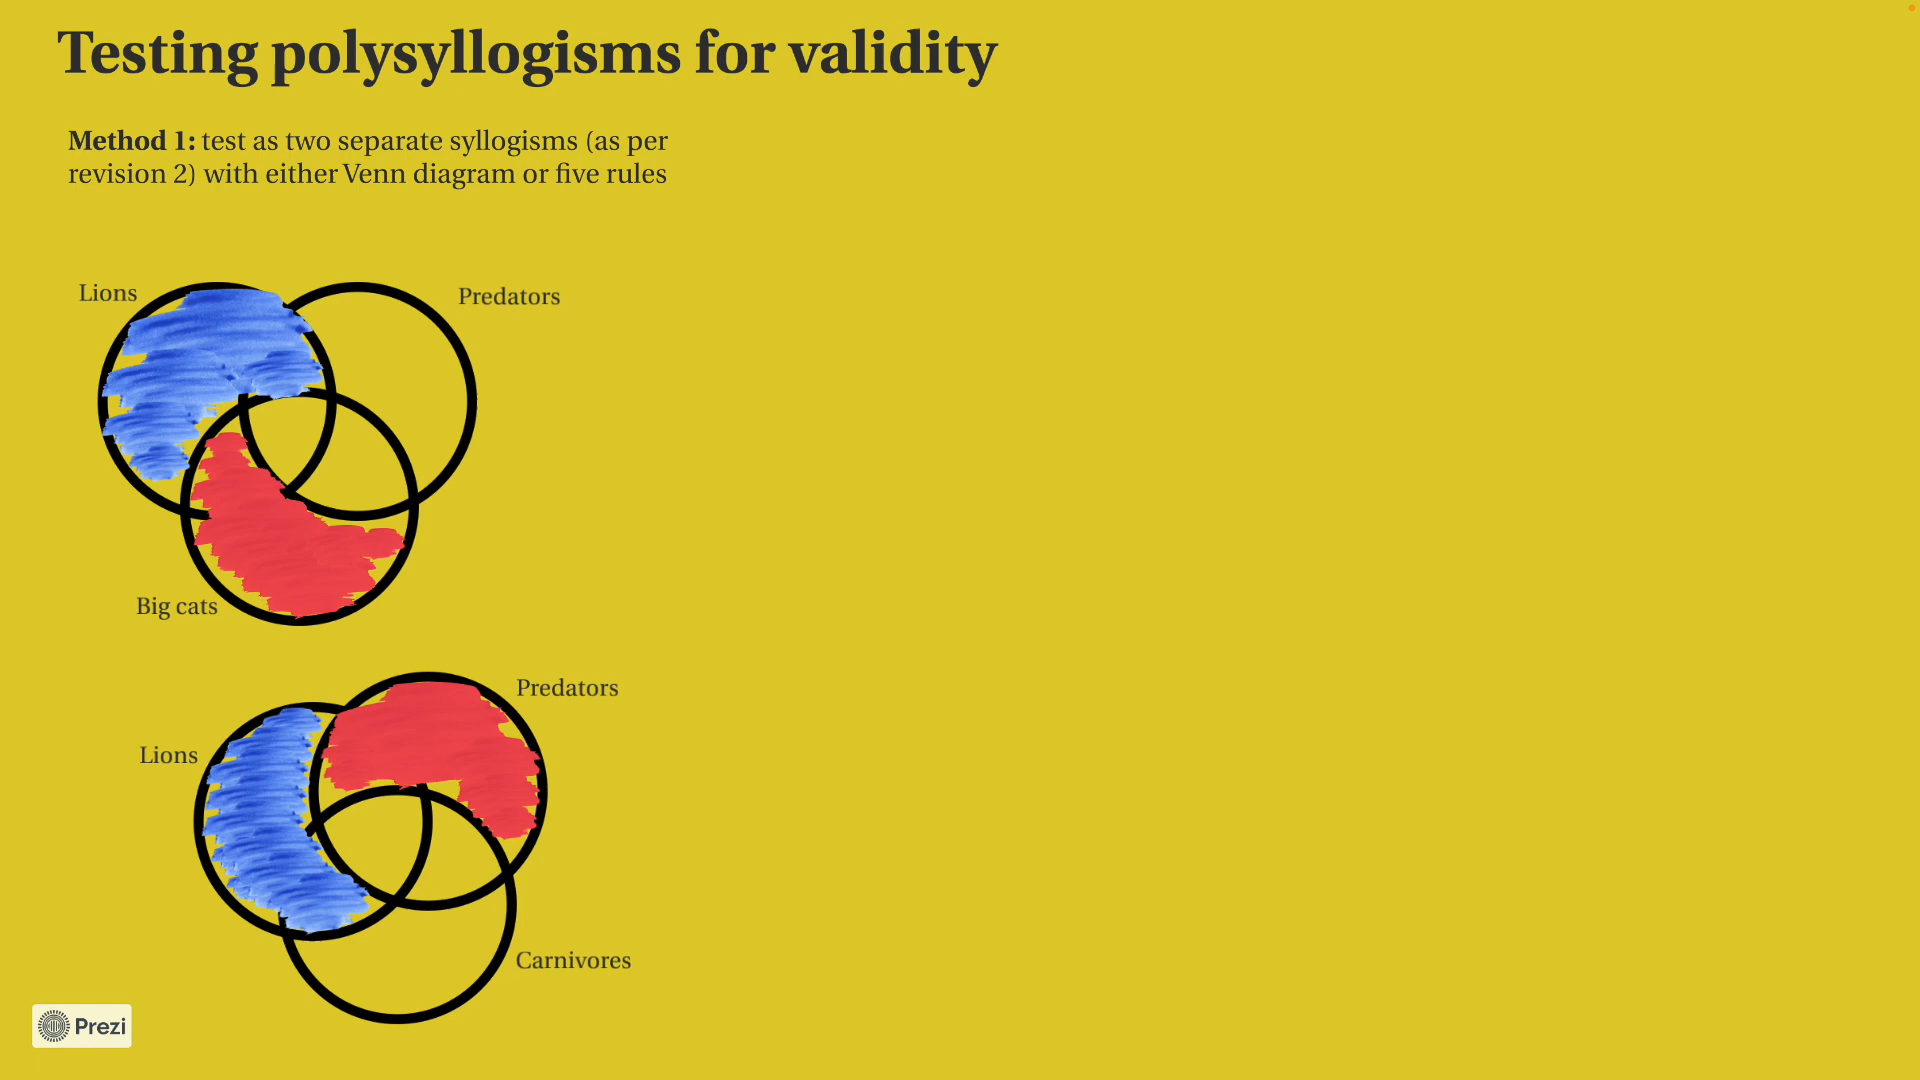 Testing polysyllogisms for validity
Method 1: test as two separate syllogisms (as per
revision 2) with either Venn diagram or five rules
Lions
Predators
Big cats
Predators
Lions
Carnivores
Prezi